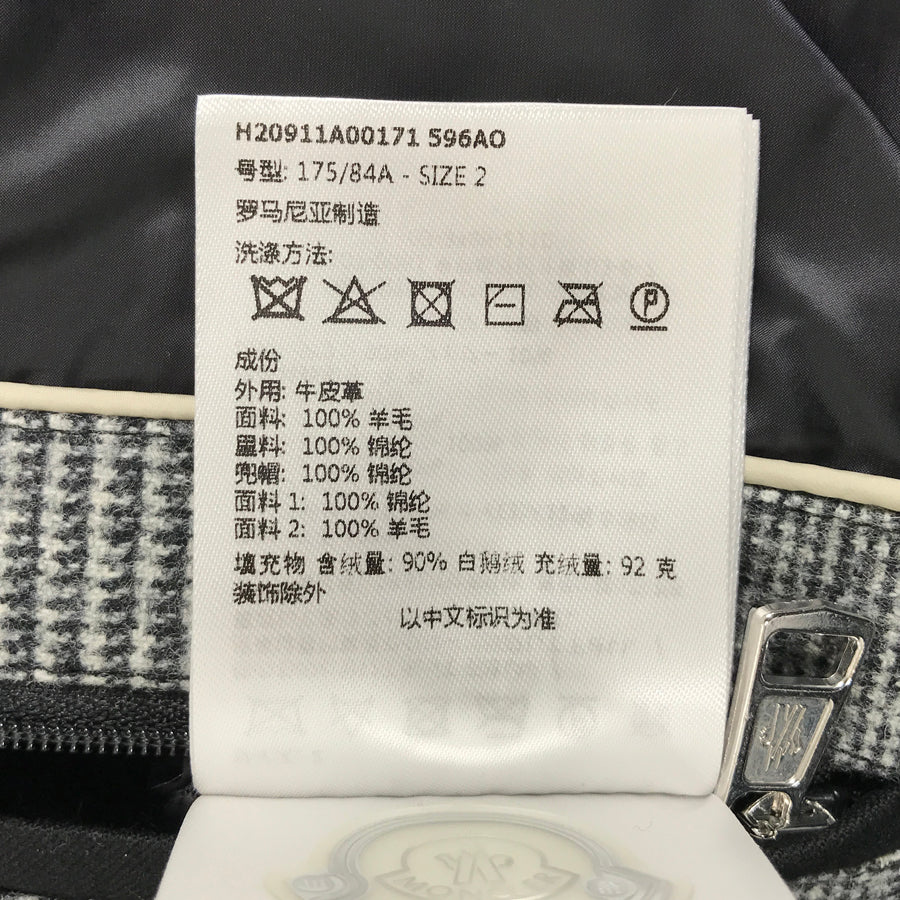 H20911A00171 596AO
号型: 175/84A - SIZE 2
罗马尼亚制造
洗涤方法:
P
成份
外用: 牛皮革
面料: 100% 羊毛
里料: 100% 锦纶
兜帽: 100% 锦纶
面料 1: 100% 锦纶
面料 2: 100% 羊毛
填充物 含绒量: 90% 白鹅绒 充绒量: 92 克
装饰除外
以中文标识为准
MONCLER